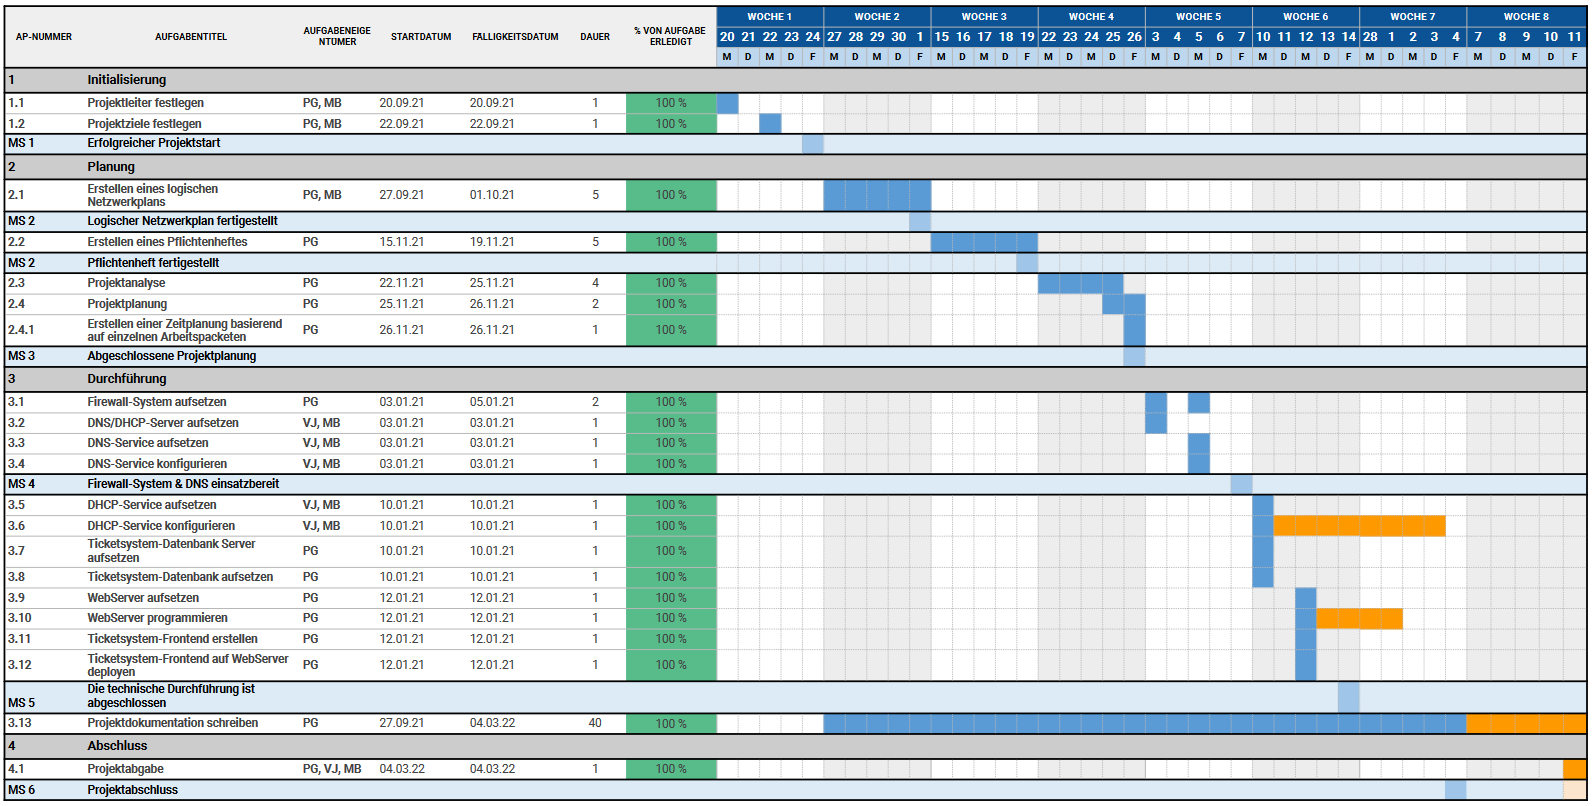 AP-NUMMER AUFGABENTITEL AUFGABENEIGE NTÜMER STARTDATUM FÄLLIGKEITSDATUM DAUER % VON AUFGABE ERLEDIGT WOCHE 1 WOCHE 2 WOCHE 3 WOCHE 4 WOCHE 5 WOCHE 6 WOCHE 7 WOCHE 8
20 21 22 23 24 27 28 29 30 1 15 16 17 18 19 22 23 24 25 26 3 4 5 6 7 10 11 12 13 14 28 1 2 3 4 7 8 9 10 11
M D M D F M D M D F M D M D F M D M D F M D M D F M D M D F M D M D F M D M D F
1 Initialisierung
1.1 Projektleiter festlegen PG, MB 20.09.21 20.09.21 1 100 %
1.2 Projektziele festlegen PG, MB 22.09.21 22.09.21 1 100 %
MS 1 Erfolgreicher Projektstart
2 Planung
2.1 Erstellen eines logischen Netzwerkplans PG, MB 27.09.21 01.10.21 5 100 %
MS 2 Logischer Netzwerkplan fertigstellt
2.2 Erstellen eines Pflichtenheftes PG 15.11.21 19.11.21 5 100 %
MS 2 Pflichtenheft fertigstellt
2.3 Projektanalyse PG 22.11.21 25.11.21 4 100 %
2.4 Projektplanung PG 25.11.21 26.11.21 2 100 %
2.4.1 Erstellen einer Zeitplanung basierend auf einzelnen Arbeitspacketen PG 26.11.21 26.11.21 1 100 %
MS 3 Abgeschlossene Projektplanung
3 Durchführung
3.1 Firewall-System aufsetzen PG 03.01.21 05.01.21 2 100 %
3.2 DNS/DHCP-Server aufsetzen VJ, MB 03.01.21 03.01.21 1 100 %
3.3 DNS-Service aufsetzen VJ, MB 03.01.21 03.01.21 1 100 %
3.4 DNS-Service konfigurieren VJ, MB 03.01.21 03.01.21 1 100 %
MS 4 Firewall-System & DNS einsatzbereit
3.5 DHCP-Service aufsetzen VJ, MB 10.01.21 10.01.21 1 100 %
3.6 DHCP-Service konfigurieren VJ, MB 10.01.21 10.01.21 1 100 %
3.7 Ticketsystem-Datenbank Server aufsetzen PG 10.01.21 10.01.21 1 100 %
3.8 Ticketsystem-Datenbank aufsetzen PG 10.01.21 10.01.21 1 100 %
3.9 WebServer aufsetzen PG 12.01.21 12.01.21 1 100 %
3.10 WebServer programmieren PG 12.01.21 12.01.21 1 100 %
3.11 Ticketsystem-Frontend erstellen PG 12.01.21 12.01.21 1 100 %
3.12 Ticketsystem-Frontend auf WebServer deployen PG 12.01.21 12.01.21 1 100 %
MS 5 Die technische Durchführung ist abgeschlossen
3.13 Projektdokumentation schreiben PG 27.09.21 04.03.22 40 100 %
4 Abschluss
4.1 Projektabgabe PG, VJ, MB 04.03.22 04.03.22 1 100 %
MS 6 Projektabschluss